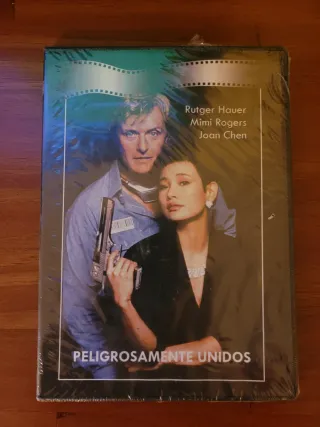 Rutger Hauer
Mimi Rogers
Joan Chen
PELIGROSAMENTE UNIDOS